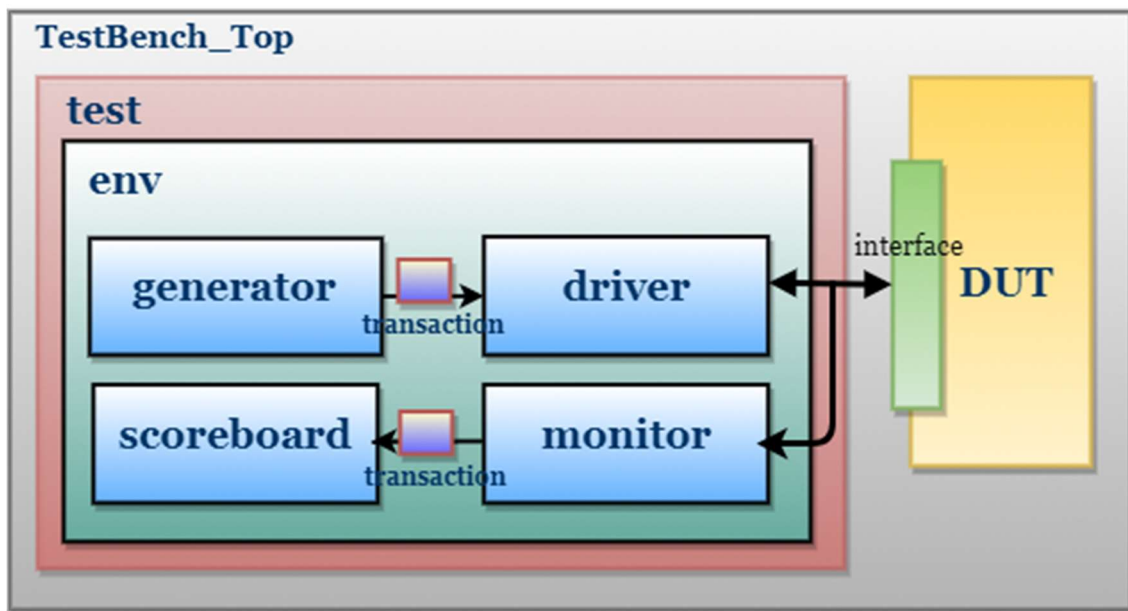 TestBench_Top
test
env
generator
transaction
driver
interface
DUT
scoreboard
transaction
monitor